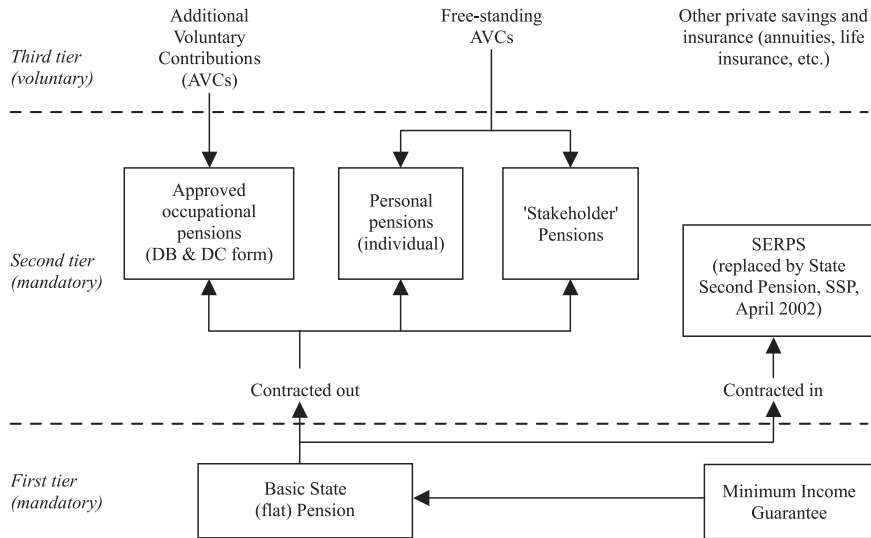 Additional
Voluntary
Contributions
(AVCs)
Free-standing
AVCs
Other private savings and
insurance (annuities, life
insurance, etc.)
Third tier
(voluntary)
Approved
occupational
pensions
(DB & DC form)
Personal
pensions
(individual)
'Stakeholder'
Pensions
SERPS
(replaced by State
Second Pension, SSP,
April 2002)
Second tier
(mandatory)
Contracted out
Contracted in
First tier
(mandatory)
Basic State
(flat) Pension
Minimum Income
Guarantee